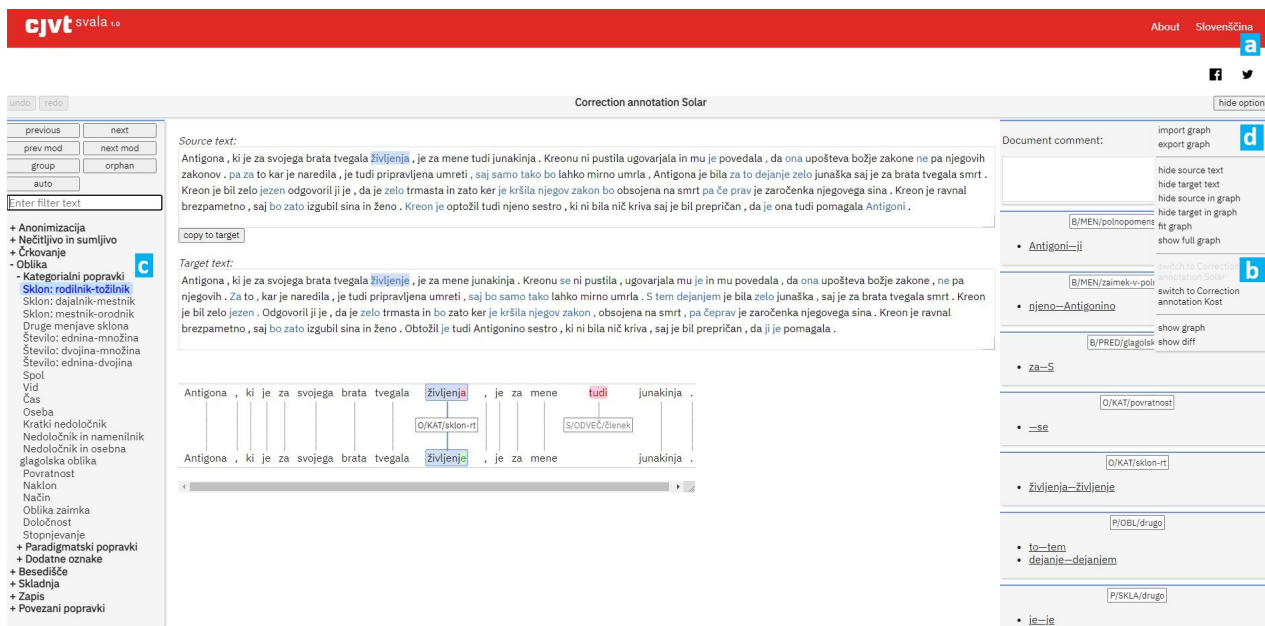 cjvt svala 1.0
About Slovenščina
a
undo redo
Correction annotation Solar
hide option
previous next
prev mod next mod
group orphan
auto
Enter filter text
+ Anonimizacija
+ Nečitljivo in sumljivo
+ Črkovanje
- Oblika
- Kategorialni popravki
c
Sklon: rodilnik-tožilnik
Sklon: dajalnik-mestnik
Sklon: mestnik-orodnik
Druge menjave sklona
Število: ednina-množina
Število: dvojina-množina
Število: ednina-dvojina
Spol
Vid
Čas
Oseba
Kratki nedoločnik
Nedoločnik in namenilnik
Nedoločnik in osebna
glagolska oblika
Povratnost
Naklon
Način
Oblika zaimka
Določnost
Stopnjevanje
+ Paradigmatski popravki
+ Dodatne oznake
+ Besedišče
+ Skladnja
+ Zapis
+ Povezani popravki
Source text:
Antigona , ki je za svojega brata tvegala življenja , je za mene tudi junakinja . Kreonu ni pustila ugovarjala in mu je povedala , da ona upošteva božje zakone ne pa njegovih
zakonov . pa za to kar je naredila , je tudi pripravljena umreti , saj samo tako bo lahko mirno umrla , Antigona je bila za to dejanje zelo junaška saj je za brata tvegala smrt .
Kreon je bil zelo jezen odgovoril ji je , da je zelo trmasta in zato ker je kršila njegov zakon bo obsojena na smrt pa če prav je zaročenka njegovega sina . Kreon je ravnal
brezpametno , saj bo zato izgubil sina in ženo . Kreon je optožil tudi njeno sestro , ki ni bila nič kriva saj je bil prepričan , da je ona tudi pomagala Antigoni .
copy to target
Target text:
Antigona , ki je za svojega brata tvegala življenje , je za mene junakinja . Kreonu se ni pustila , ugovarjala mu je in mu povedala , da ona upošteva božje zakone , ne pa
njegovih . Za to , kar je naredila , je tudi pripravljena umreti , saj bo samo tako lahko mirno umrla . S tem dejanjem je bila zelo junaška , saj je za brata tvegala smrt . Kreon
je bil zelo jezen . Odgovoril ji je , da je zelo trmasta in bo zato ker je kršila njegov zakon , obsojena na smrt , pa čeprav je zaročenka njegovega sina . Kreon je ravnal
brezpametno , saj bo zato izgubil sina in ženo . Obtožil je tudi Antigonino sestro , ki ni bila nič kriva , saj je bil prepričan , da ji je pomagala .
Antigona , ki je za svojega brata tvegala življenja , je za mene tudi junakinja .
O/KAT/sklon-rt S/ODVEČ/členek
Antigona , ki je za svojega brata tvegala življenje , je za mene junakinja .
Document comment:
B/MEN/polnopomens
• Antigoni—ji
B/MEN/zaimek-v-poln
• njeno—Antigonino
B/PRED/glagolsk
• za—S
O/KAT/povratnost
• —se
O/KAT/sklon-rt
• življenja—življenje
P/OBL/drugo
• to—tem
• dejanje—dejanjem
P/SKLA/drugo
• je—je
import graph
export graph
d
hide source text
hide target text
hide source in graph
hide target in graph
fit graph
show full graph
switch to Correction
annotation Solar
b
switch to Correction
annotation Kost
show graph
show diff